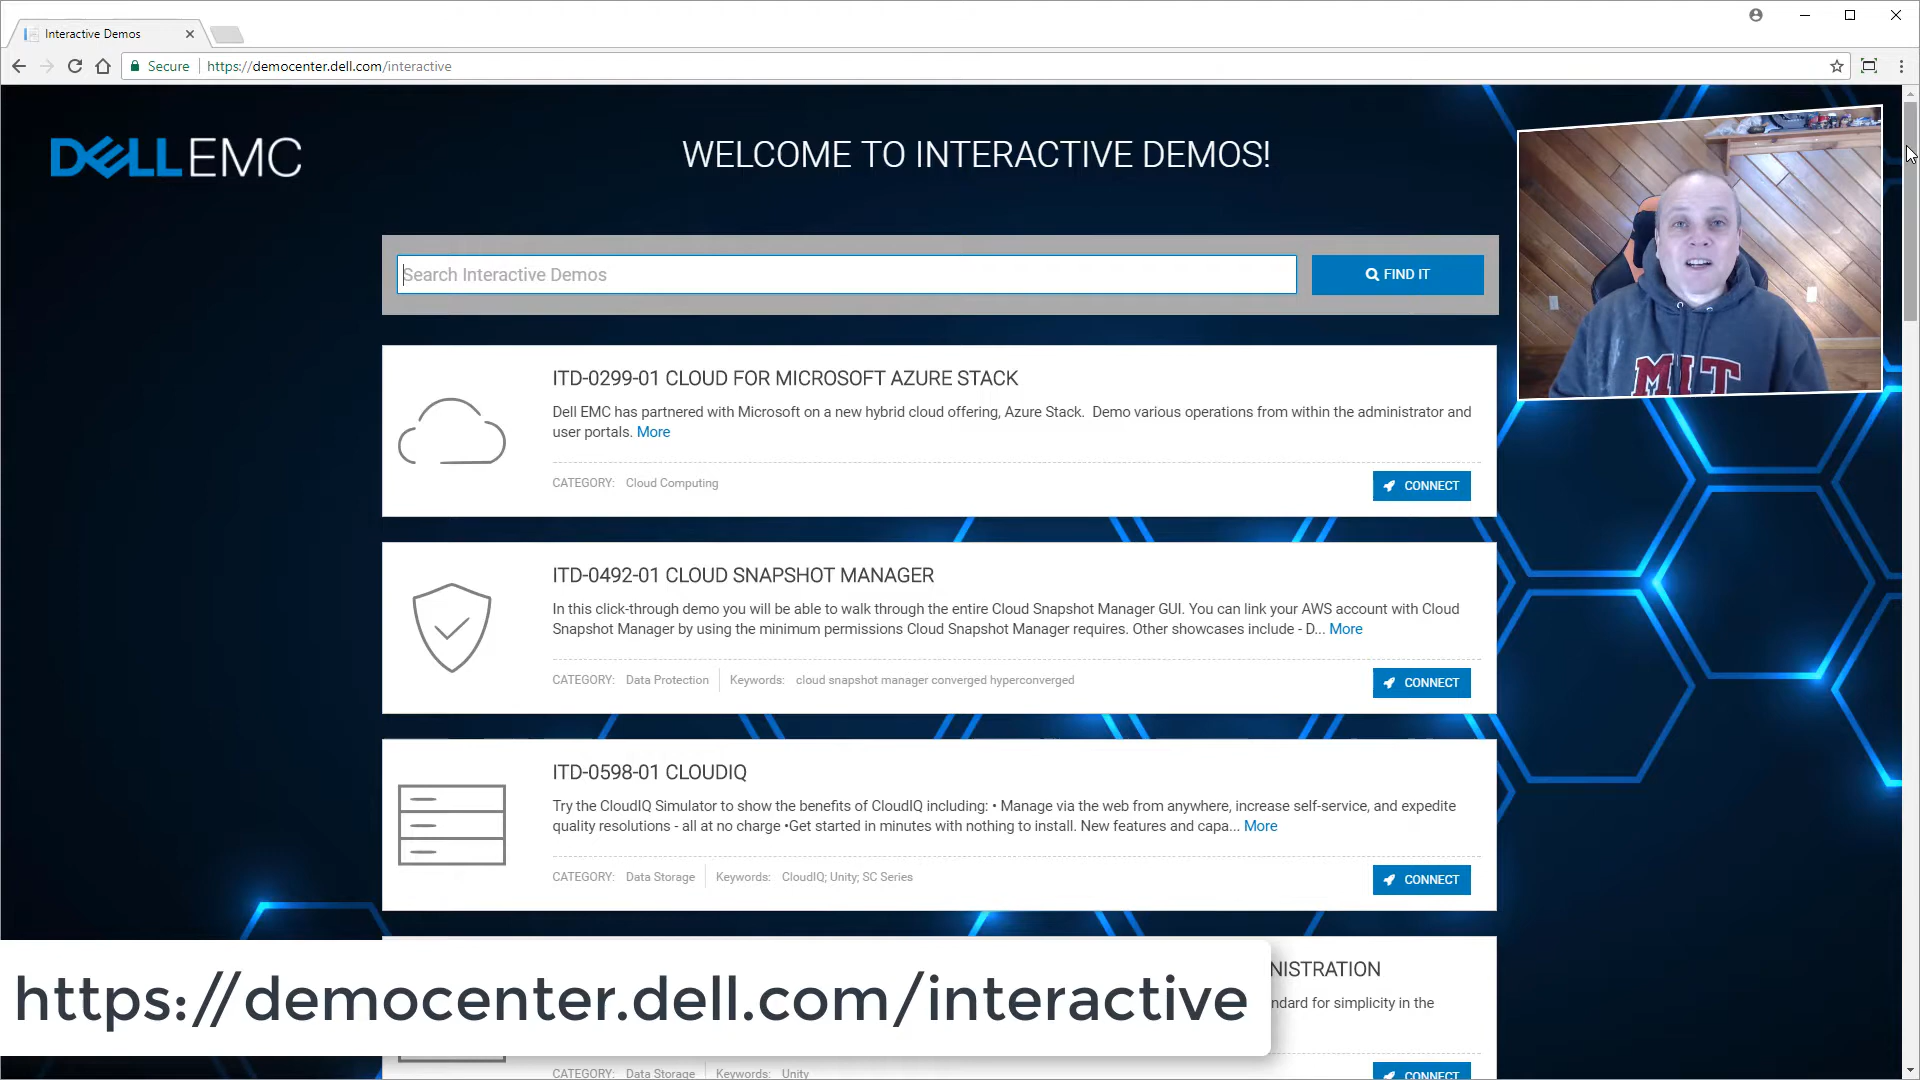 Interactive Demos
Secure
https://democenter.dell.com/interactive
DELL EMC
WELCOME TO INTERACTIVE DEMOS!
Search Interactive Demos
FIND IT
MIT
ITD-0299-01 CLOUD FOR MICROSOFT AZURE STACK
Dell EMC has partnered with Microsoft on a new hybrid cloud offering, Azure Stack. Demo various operations from within the administrator and
user portals. More
CATEGORY: Cloud Computing
CONNECT
ITD-0492-01 CLOUD SNAPSHOT MANAGER
In this click-through demo you will be able to walk through the entire Cloud Snapshot Manager GUI. You can link your AWS account with Cloud
Snapshot Manager by using the minimum permissions Cloud Snapshot Manager requires. Other showcases include - D... More
CATEGORY: Data Protection Keywords: cloud snapshot manager converged hyperconverged
CONNECT
ITD-0598-01 CLOUDIQ
Try the CloudIQ Simulator to show the benefits of CloudIQ including: • Manage via the web from anywhere, increase self-service, and expedite
quality resolutions - all at no charge •Get started in minutes with nothing to install. New features and capa... More
CATEGORY: Data Storage Keywords: CloudIQ; Unity; SC Series
CONNECT
NISTRATION
ndard for simplicity in the
https://democenter.dell.com/interactive
CATEGORY: Data Storage Keywords: Unity
CONNECT